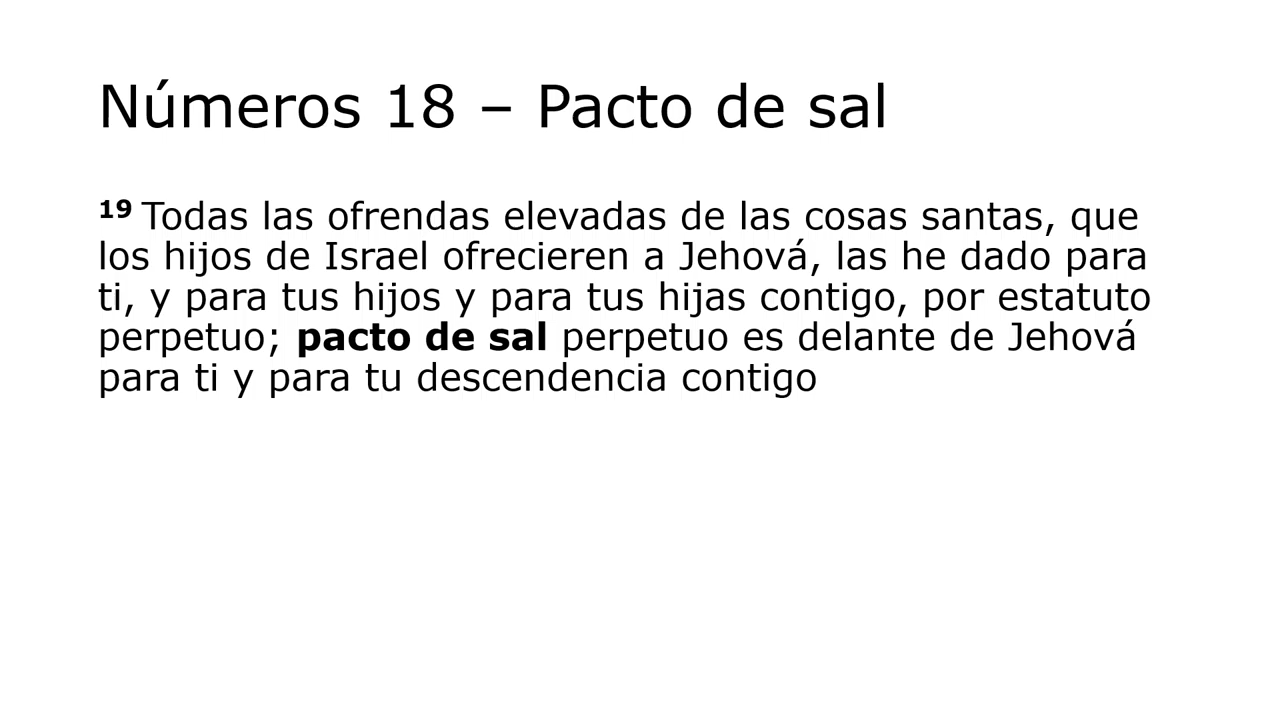 Números 18 – Pacto de sal
19 Todas las ofrendas elevadas de las cosas santas, que
los hijos de Israel ofrecieren a Jehová, las he dado para
ti, y para tus hijos y para tus hijas contigo, por estatuto
perpetuo; pacto de sal perpetuo es delante de Jehová
para ti y para tu descendencia contigo